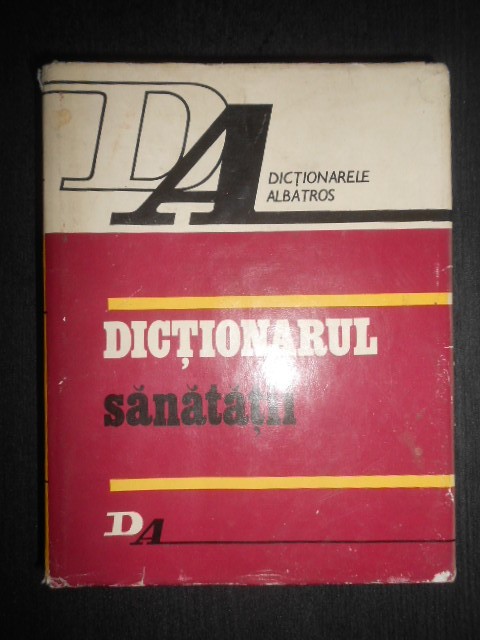 DA
DICȚIONARELE
ALBATROS
DICȚIONARUL
sănătății
DA